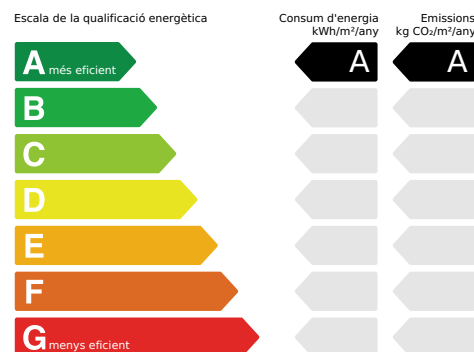 Escala de la qualificació energètica
Consum d'energia
kWh/m²/any
Emissions
kg CO₂/m²/any
A més eficient
A
A
B
C
D
E
F
G menys eficient